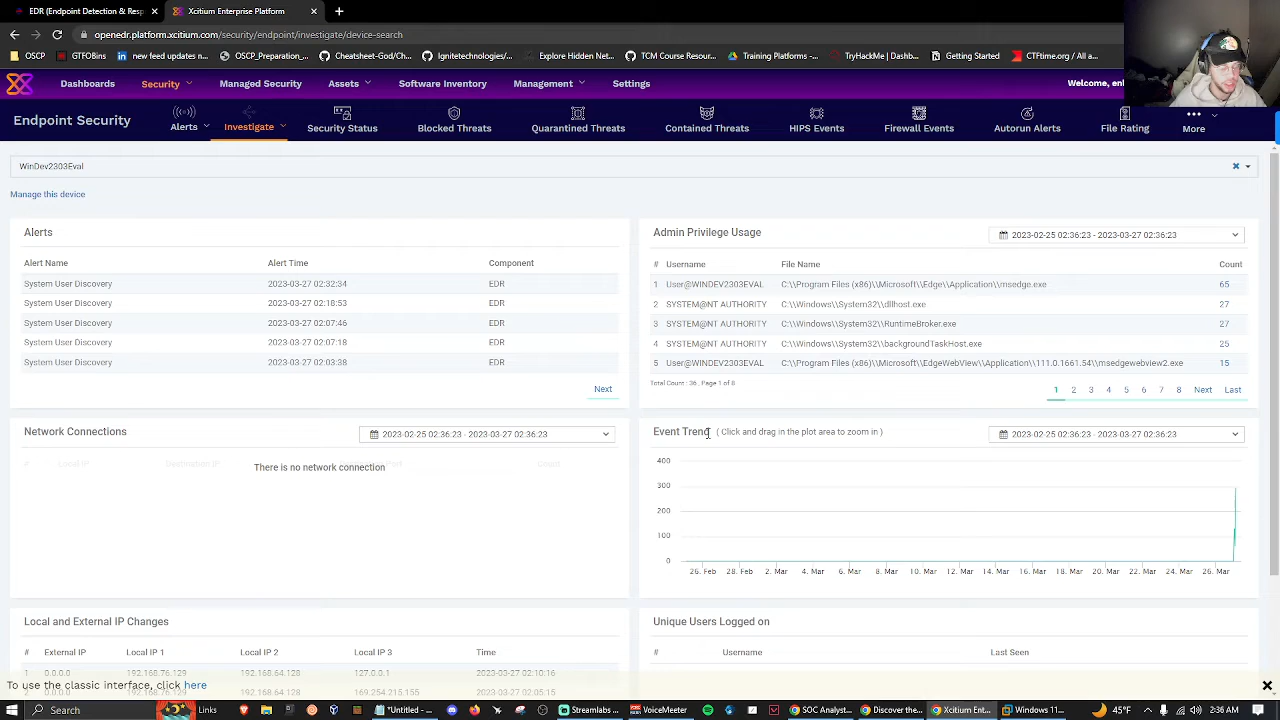 EDR (Endpoint Detection & Resp
Xcitium Enterprise Platform
openedr.platform.xcitium.com/security/endpoint/investigate/device-search
OSCP
GTFOBins
new feed updates n...
OSCP_Preparation_...
Cheatsheet-God/Ch...
Ignitetechnologies/...
Explore Hidden Net...
TCM Course Resour...
Training Platforms -...
TryHackMe | Dashb...
Getting Started
CTFtime.org / All a...
Dashboards
Security
Managed Security
Assets
Software Inventory
Management
Settings
Endpoint Security
Alerts
Investigate
Security Status
Blocked Threats
Quarantined Threats
Contained Threats
HIPS Events
Firewall Events
Autorun Alerts
File Rating
More
WinDev2303Eval
Manage this device
Alerts
Alert Name Alert Time Component
System User Discovery 2023-03-27 02:32:34 EDR
System User Discovery 2023-03-27 02:18:53 EDR
System User Discovery 2023-03-27 02:07:46 EDR
System User Discovery 2023-03-27 02:07:18 EDR
System User Discovery 2023-03-27 02:03:38 EDR
Next
Admin Privilege Usage
2023-02-25 02:36:23 - 2023-03-27 02:36:23
# Username File Name Count
1 User@WINDEV2303EVAL C:\\Program Files (x86)\\Microsoft\\Edge\\Application\\msedge.exe 65
2 SYSTEM@NT AUTHORITY C:\\Windows\\System32\\dllhost.exe 27
3 SYSTEM@NT AUTHORITY C:\\Windows\\System32\\RuntimeBroker.exe 27
4 SYSTEM@NT AUTHORITY C:\\Windows\\System32\\backgroundTaskHost.exe 25
5 User@WINDEV2303EVAL C:\\Program Files (x86)\\Microsoft\\EdgeWebView\\Application\\111.0.1661.54\\msedgewebview2.exe 15
Total Count : 36 , Page 1 of 8
1 2 3 4 5 6 7 8 Next Last
Network Connections
2023-02-25 02:36:23 - 2023-03-27 02:36:23
# Local IP Destination IP Port Count
There is no network connection
Event Trend ( Click and drag in the plot area to zoom in )
2023-02-25 02:36:23 - 2023-03-27 02:36:23
400
300
200
100
0
26. Feb 28. Feb 2. Mar 4. Mar 6. Mar 8. Mar 10. Mar 12. Mar 14. Mar 16. Mar 18. Mar 20. Mar 22. Mar 24. Mar 26. Mar
Local and External IP Changes
# External IP Local IP 1 Local IP 2 Local IP 3 Time
1 0.0.0.0 192.168.76.129 192.168.64.128 127.0.0.1 2023-03-27 02:10:16
0.0.0.0 192.168.76.129 192.168.64.128 169.254.215.155 2023-03-27 02:05:15
Unique Users Logged on
# Username Last Seen
To use the classic interface, click here
Search
Links
*Untitled -
Streamlabs
VoiceMeeter
SOC Analyst
Discover the
Xcitium Ent...
Windows 11
45°F
2:36 AM